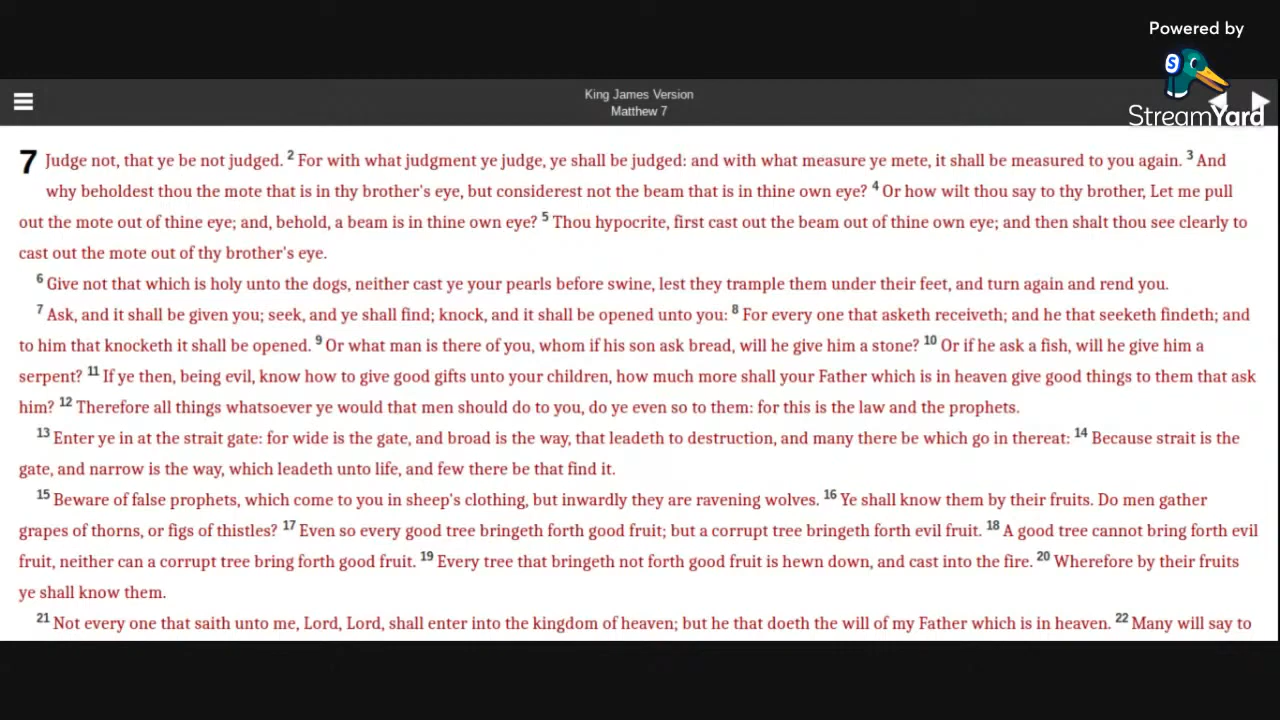 Powered by
StreamYard
King James Version
Matthew 7
7 Judge not, that ye be not judged. 2 For with what judgment ye judge, ye shall be judged: and with what measure ye mete, it shall be measured to you again. 3 And
why beholdest thou the mote that is in thy brother's eye, but considerest not the beam that is in thine own eye? 4 Or how wilt thou say to thy brother, Let me pull
out the mote out of thine eye; and, behold, a beam is in thine own eye? 5 Thou hypocrite, first cast out the beam out of thine own eye; and then shalt thou see clearly to
cast out the mote out of thy brother's eye.
6 Give not that which is holy unto the dogs, neither cast ye your pearls before swine, lest they trample them under their feet, and turn again and rend you.
7 Ask, and it shall be given you; seek, and ye shall find; knock, and it shall be opened unto you: 8 For every one that asketh receiveth; and he that seeketh findeth; and
to him that knocketh it shall be opened. 9 Or what man is there of you, whom if his son ask bread, will he give him a stone? 10 Or if he ask a fish, will he give him a
serpent? 11 If ye then, being evil, know how to give good gifts unto your children, how much more shall your Father which is in heaven give good things to them that ask
him? 12 Therefore all things whatsoever ye would that men should do to you, do ye even so to them: for this is the law and the prophets.
13 Enter ye in at the strait gate: for wide is the gate, and broad is the way, that leadeth to destruction, and many there be which go in thereat: 14 Because strait is the
gate, and narrow is the way, which leadeth unto life, and few there be that find it.
15 Beware of false prophets, which come to you in sheep's clothing, but inwardly they are ravening wolves. 16 Ye shall know them by their fruits. Do men gather
grapes of thorns, or figs of thistles? 17 Even so every good tree bringeth forth good fruit; but a corrupt tree bringeth forth evil fruit. 18 A good tree cannot bring forth evil
fruit, neither can a corrupt tree bring forth good fruit. 19 Every tree that bringeth not forth good fruit is hewn down, and cast into the fire. 20 Wherefore by their fruits
ye shall know them.
21 Not every one that saith unto me, Lord, Lord, shall enter into the kingdom of heaven; but he that doeth the will of my Father which is in heaven. 22 Many will say to